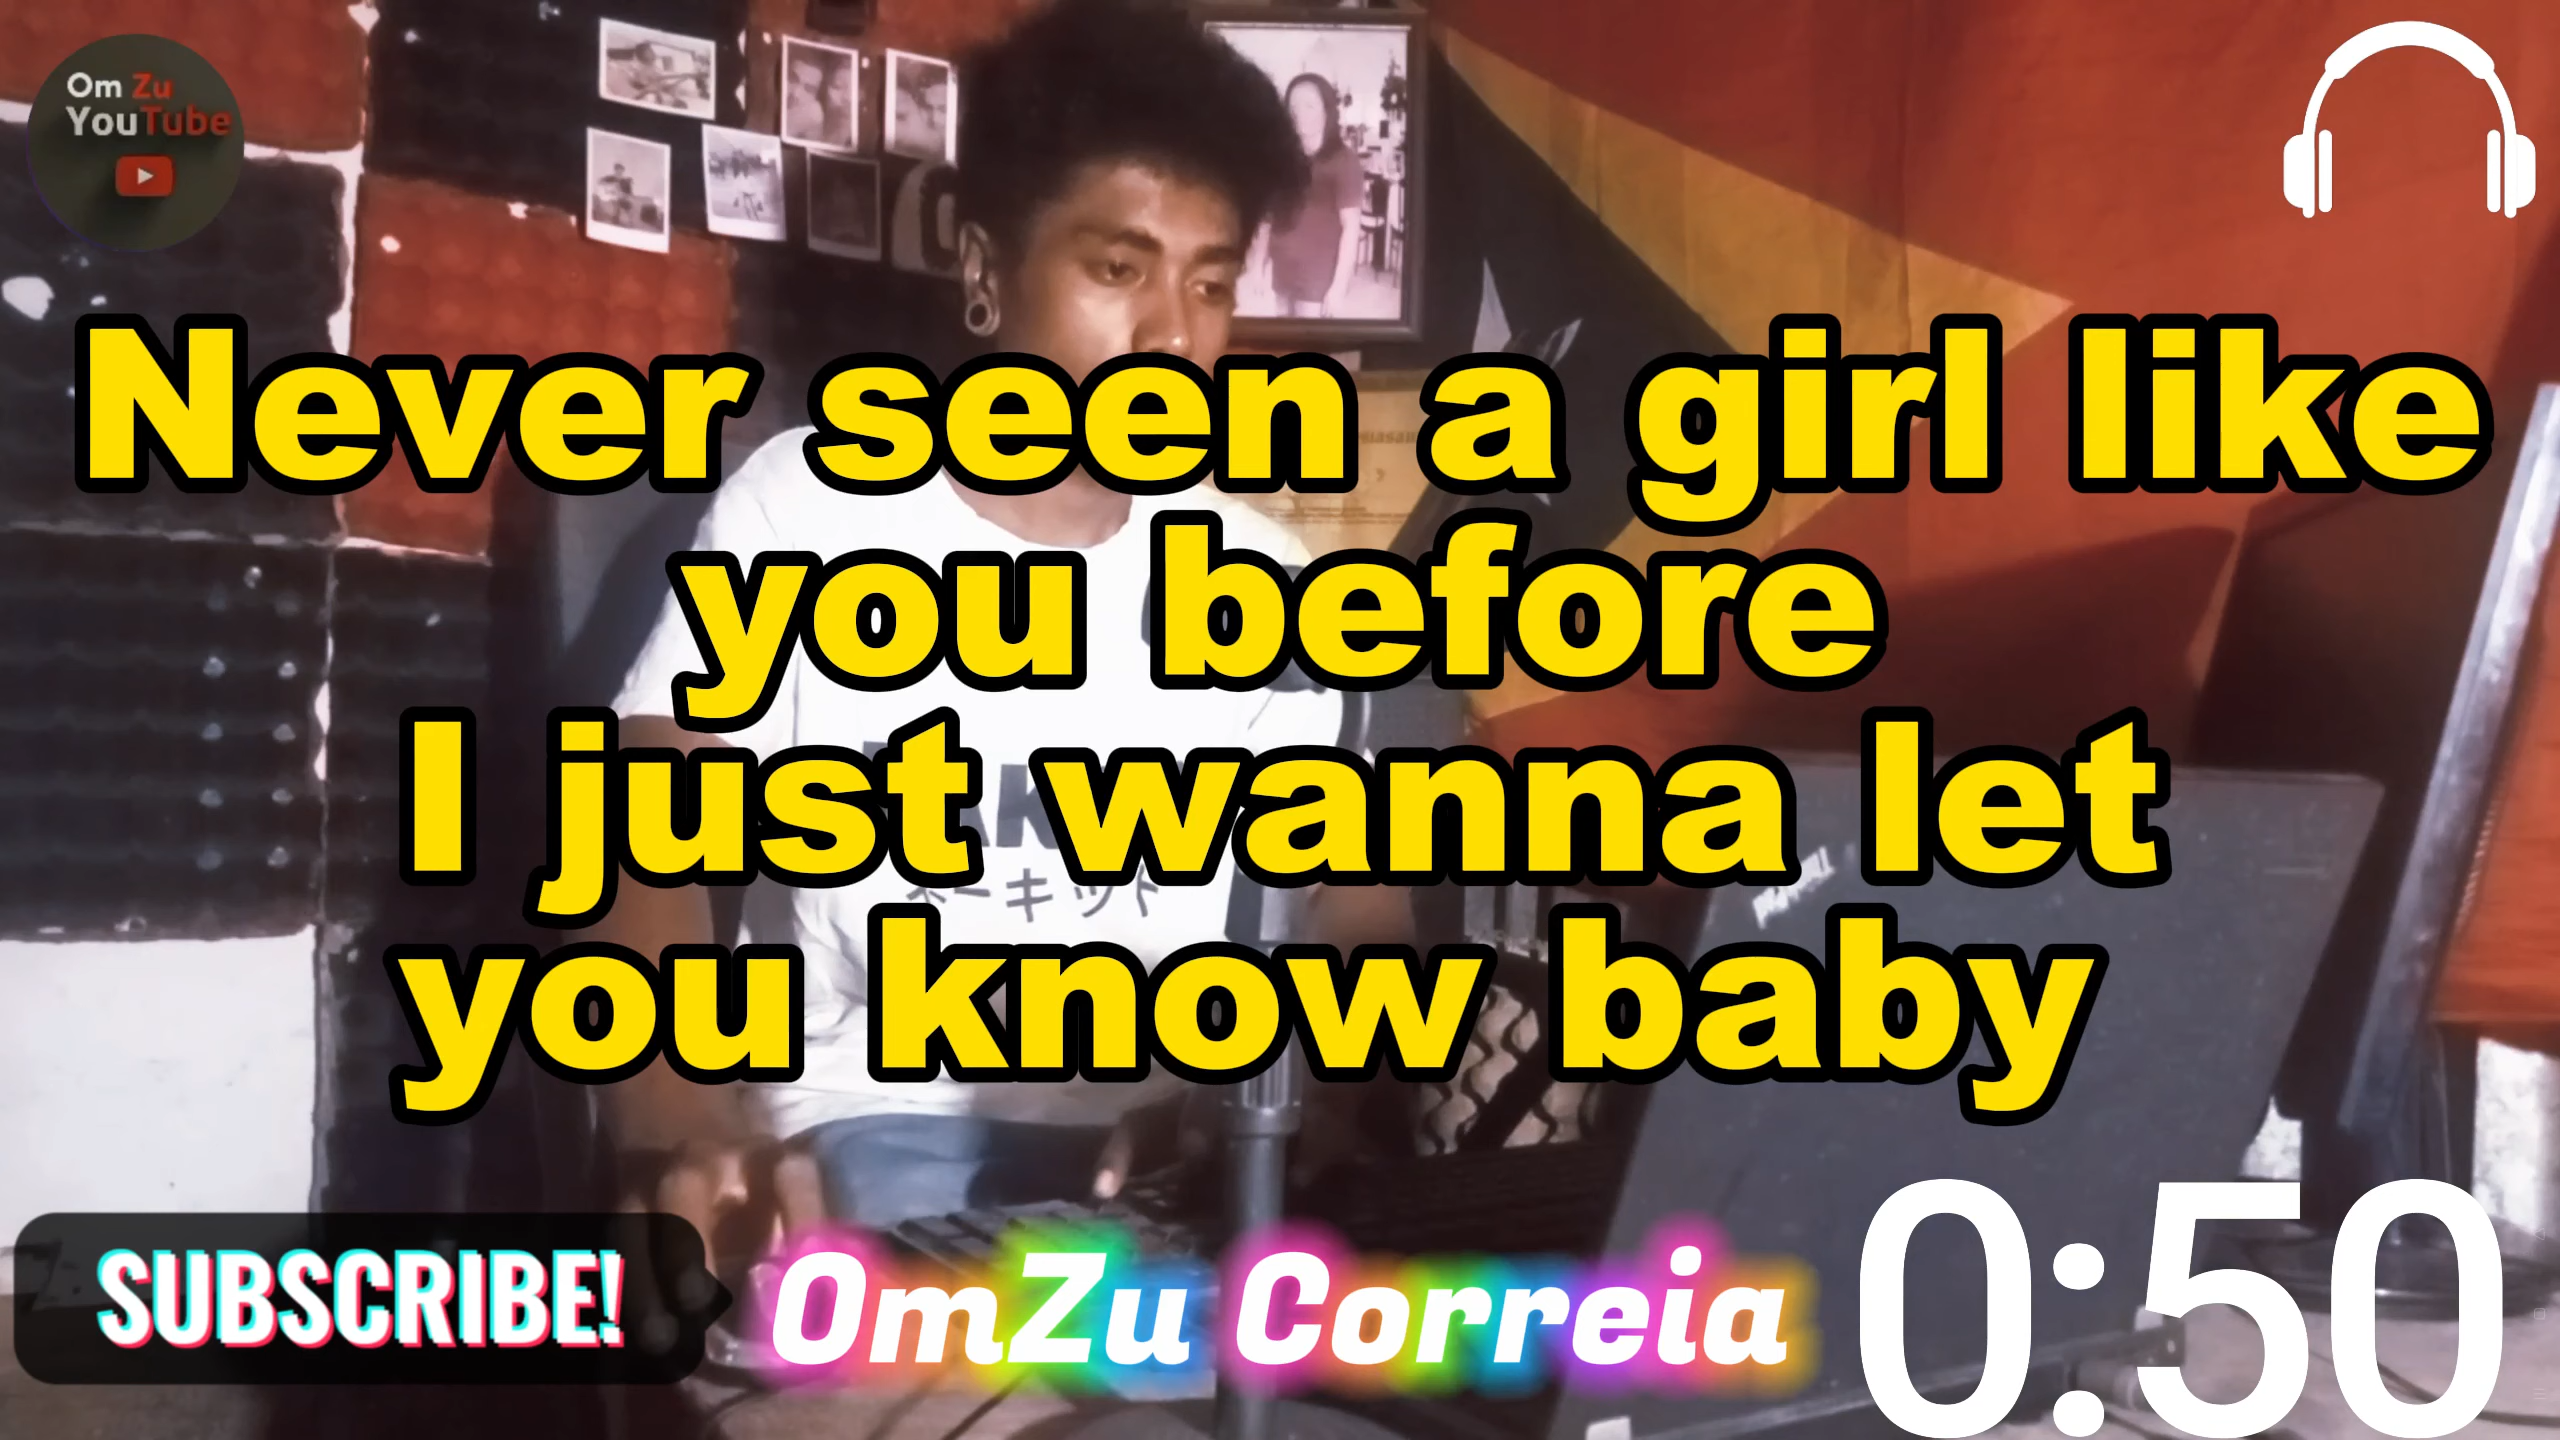 Om Zu
YouTube
Never seen a girl like
you before
I just wanna let
you know baby
SUBSCRIBE!
OmZu Correia
0:50